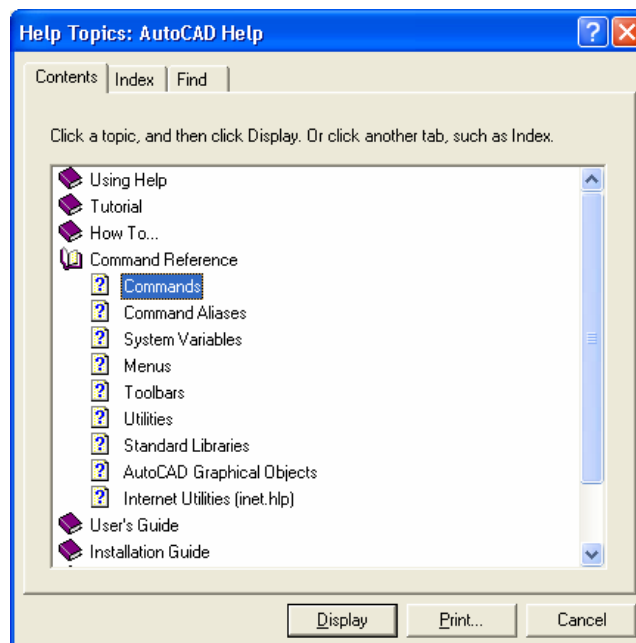 Help Topics: AutoCAD Help
Contents Index Find
Click a topic, and then click Display. Or click another tab, such as Index.
Using Help
Tutorial
How To...
Command Reference
Commands
Command Aliases
System Variables
Menus
Toolbars
Utilities
Standard Libraries
AutoCAD Graphical Objects
Internet Utilities (inet.hlp)
User's Guide
Installation Guide
Display Print... Cancel